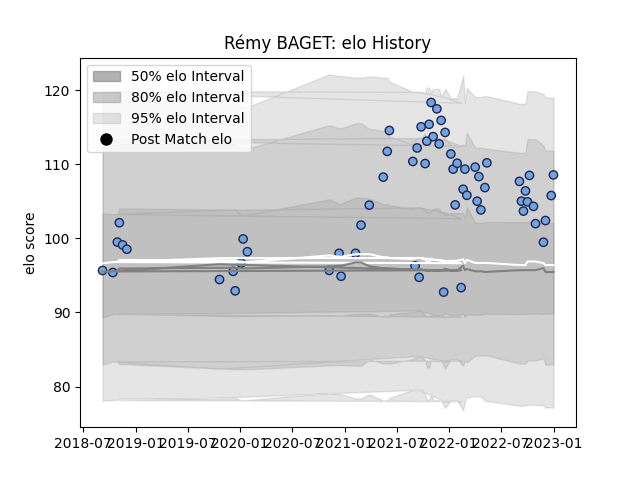 Rémy BAGET: elo History
50% elo Interval
80% elo Interval
95% elo Interval
Post Match elo
elo score
120
110
100
90
80
2018-07 2019-01 2019-07 2020-01 2020-07 2021-01 2021-07 2022-01 2022-07 2023-01